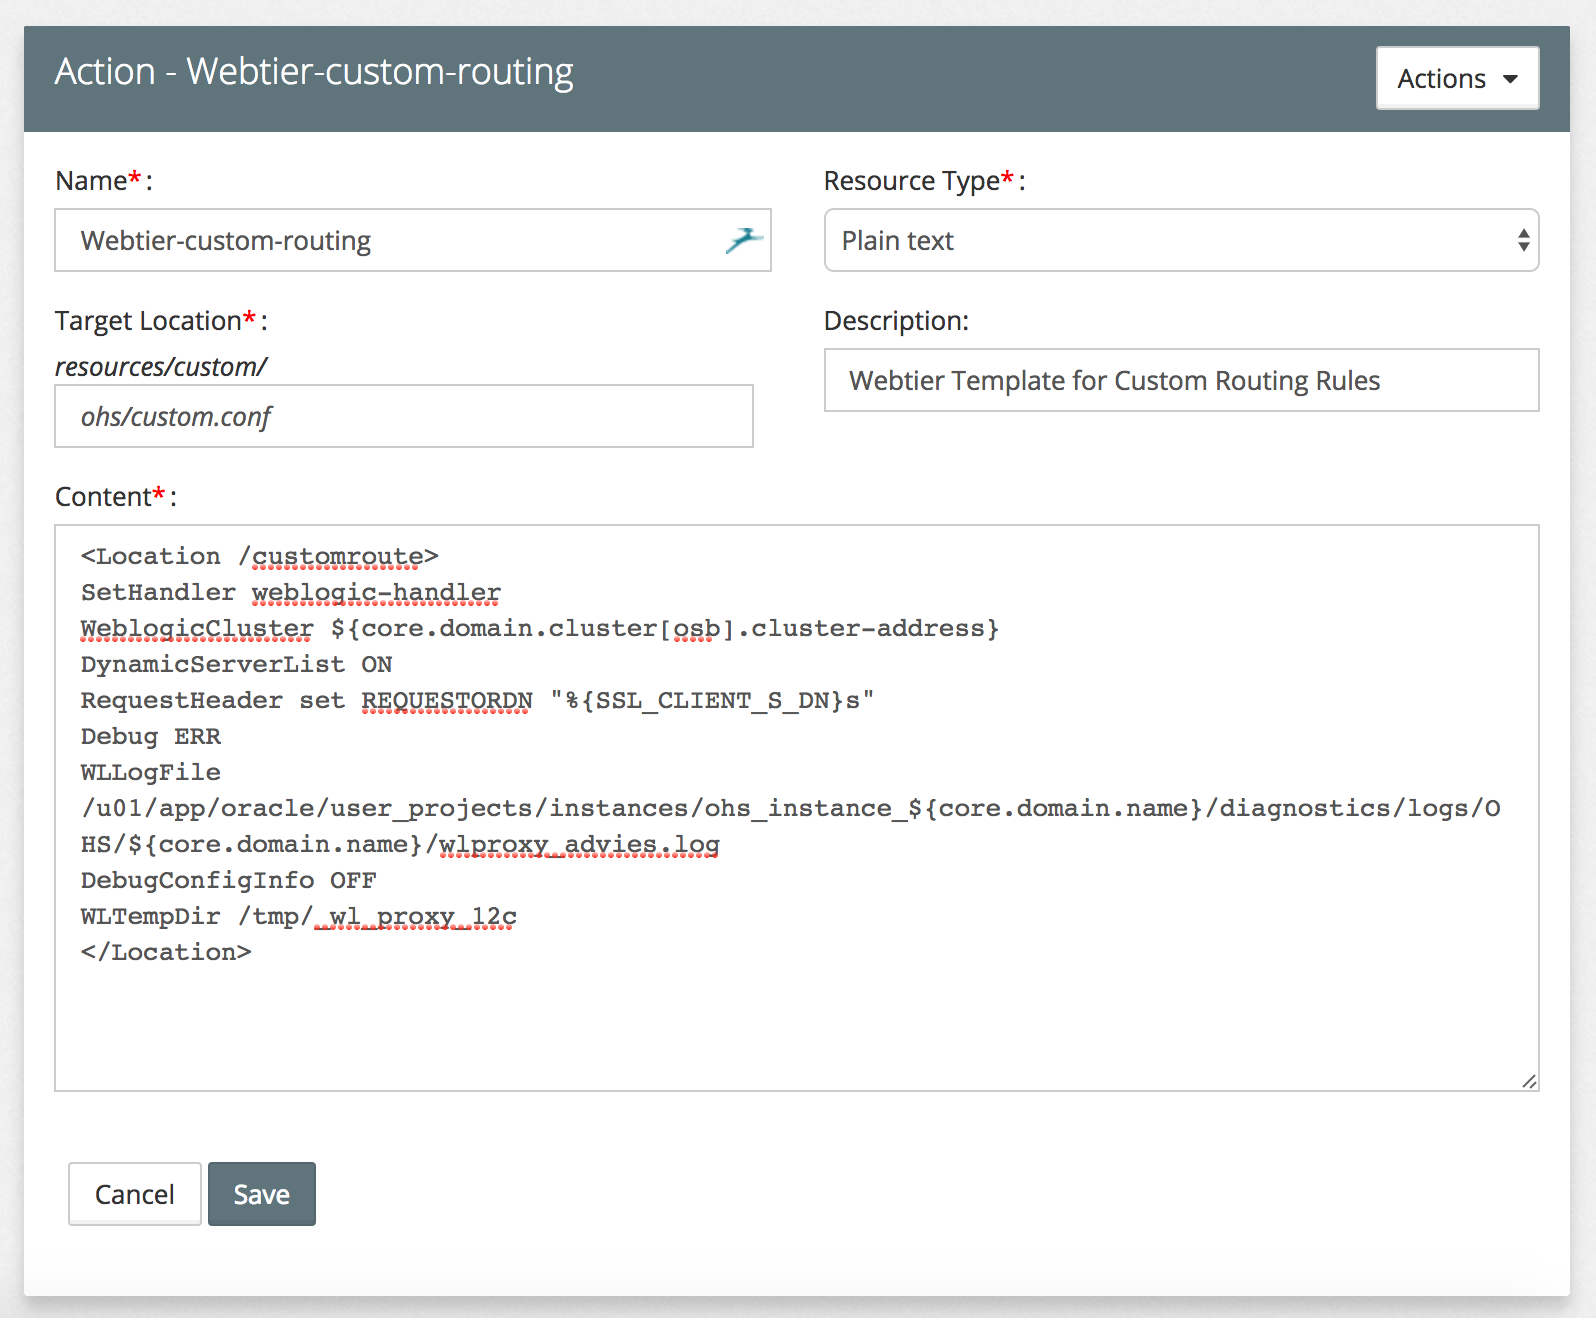 Action - Webtier-custom-routing
Actions
Name* :
Resource Type* :
Webtier-custom-routing
Plain text
Target Location* :
Description:
resources/custom/
ohs/custom.conf
Webtier Template for Custom Routing Rules
Content* :
<Location /customroute>
SetHandler weblogic-handler
WeblogicCluster ${core.domain.cluster[osb].cluster-address}
DynamicServerList ON
RequestHeader set REQUESTORDN "%{SSL_CLIENT_S_DN}s"
Debug ERR
WLLogFile
/u01/app/oracle/user_projects/instances/ohs_instance_${core.domain.name}/diagnostics/logs/O
HS/${core.domain.name}/wlproxy_advies.log
DebugConfigInfo OFF
WLTempDir /tmp/_wl_proxy_12c
</Location>
Cancel
Save